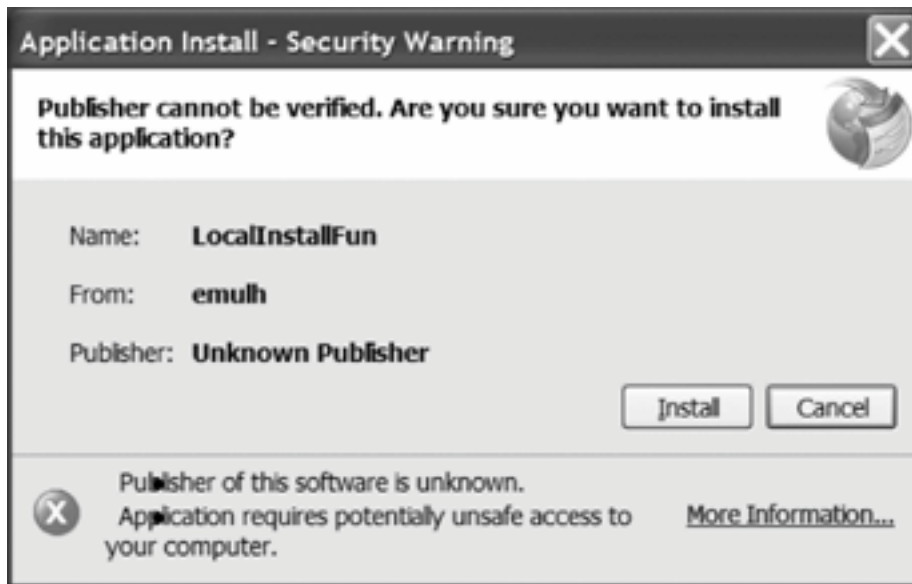 Application Install - Security Warning
Publisher cannot be verified. Are you sure you want to install
this application?
Name: LocalInstallFun
From: emulh
Publisher: Unknown Publisher
Install Cancel
Publisher of this software is unknown.
Application requires potentially unsafe access to
your computer.
More Information...